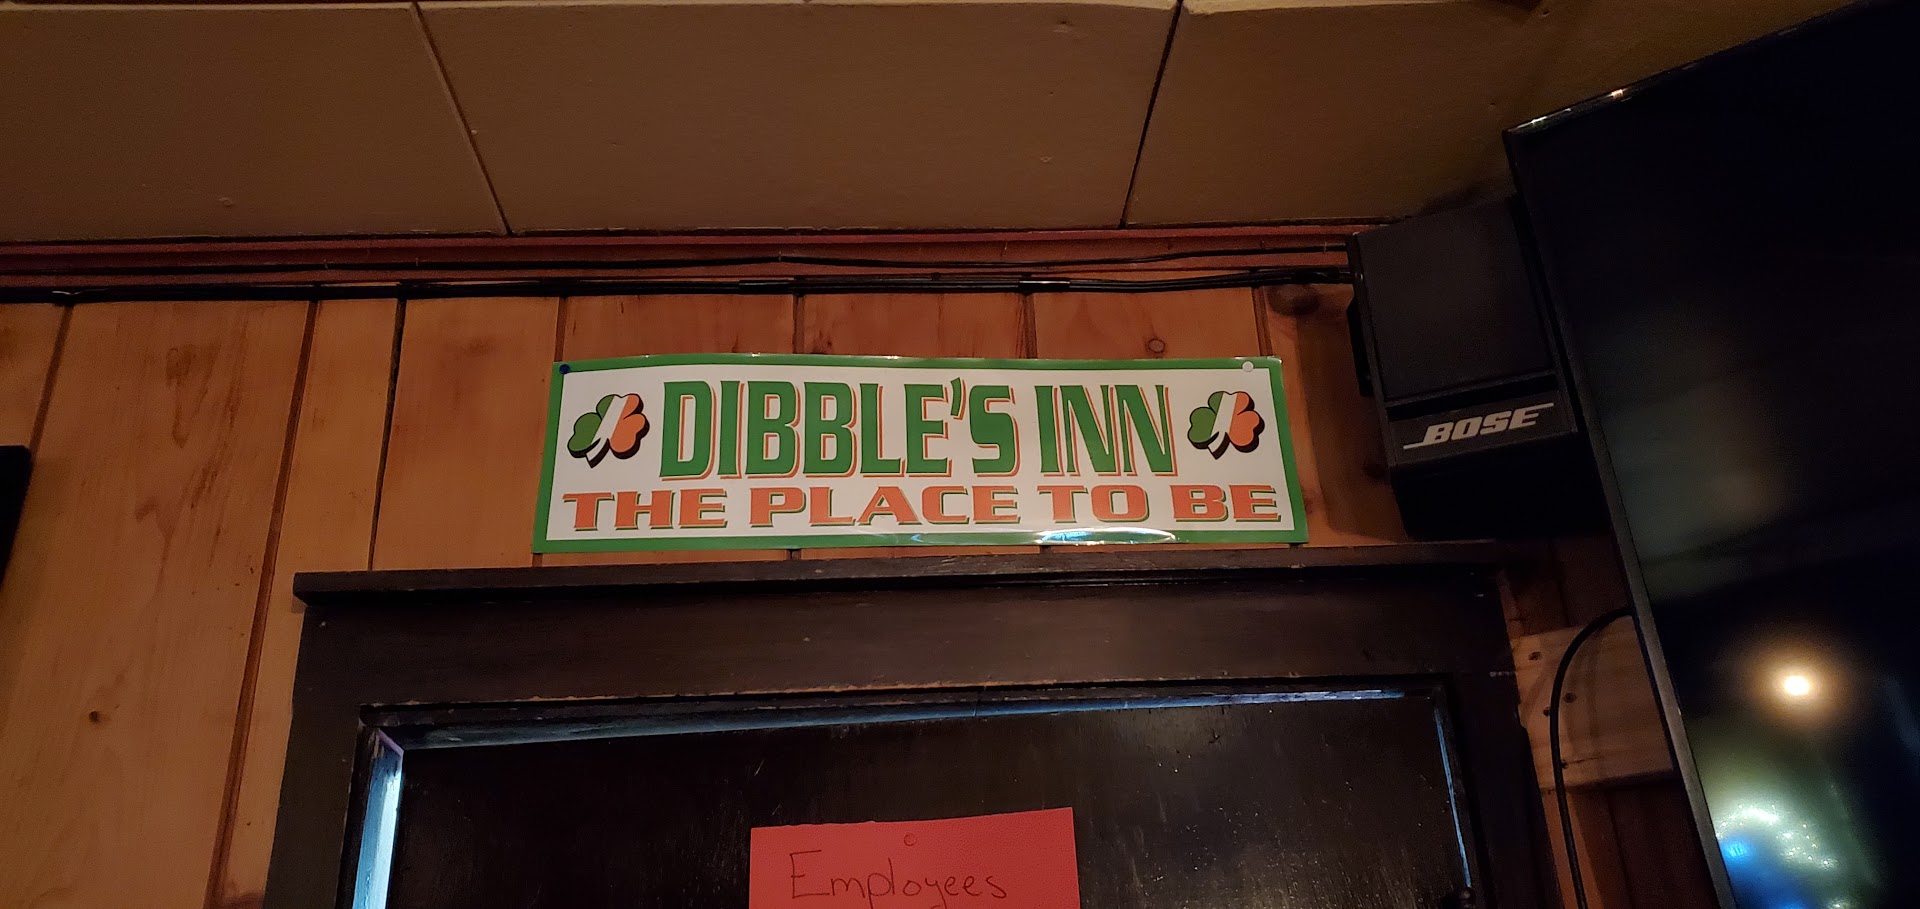 DIBBLE'S INN
THE PLACE TO BE
BOSE
Employees